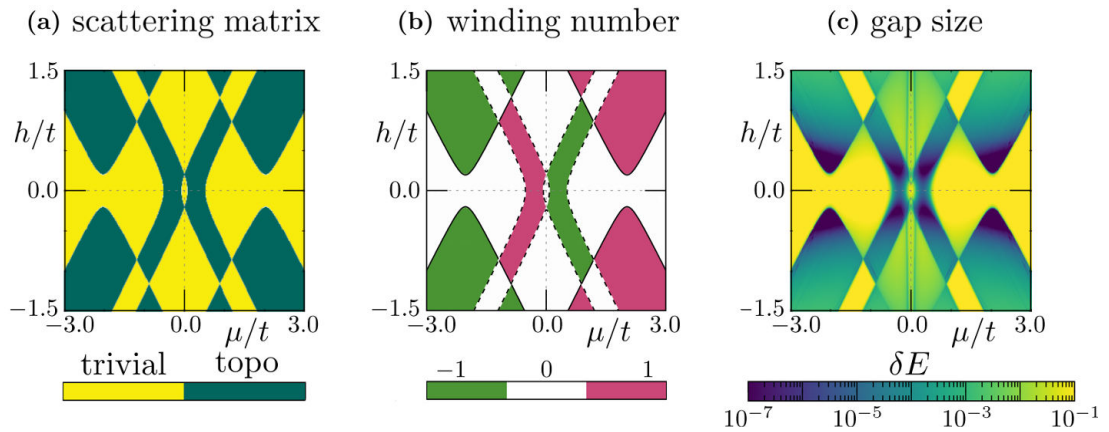 (a) scattering matrix
(b) winding number
(c) gap size
1.5
h/t
0.0
−1.5
−3.0
0.0
μ/t
3.0
trivial
topo
1.5
h/t
0.0
−1.5
−3.0
0.0
μ/t
3.0
−1
0
1
1.5
h/t
0.0
−1.5
−3.0
0.0
μ/t
3.0
δE
10⁻⁷
10⁻⁵
10⁻³
10⁻¹